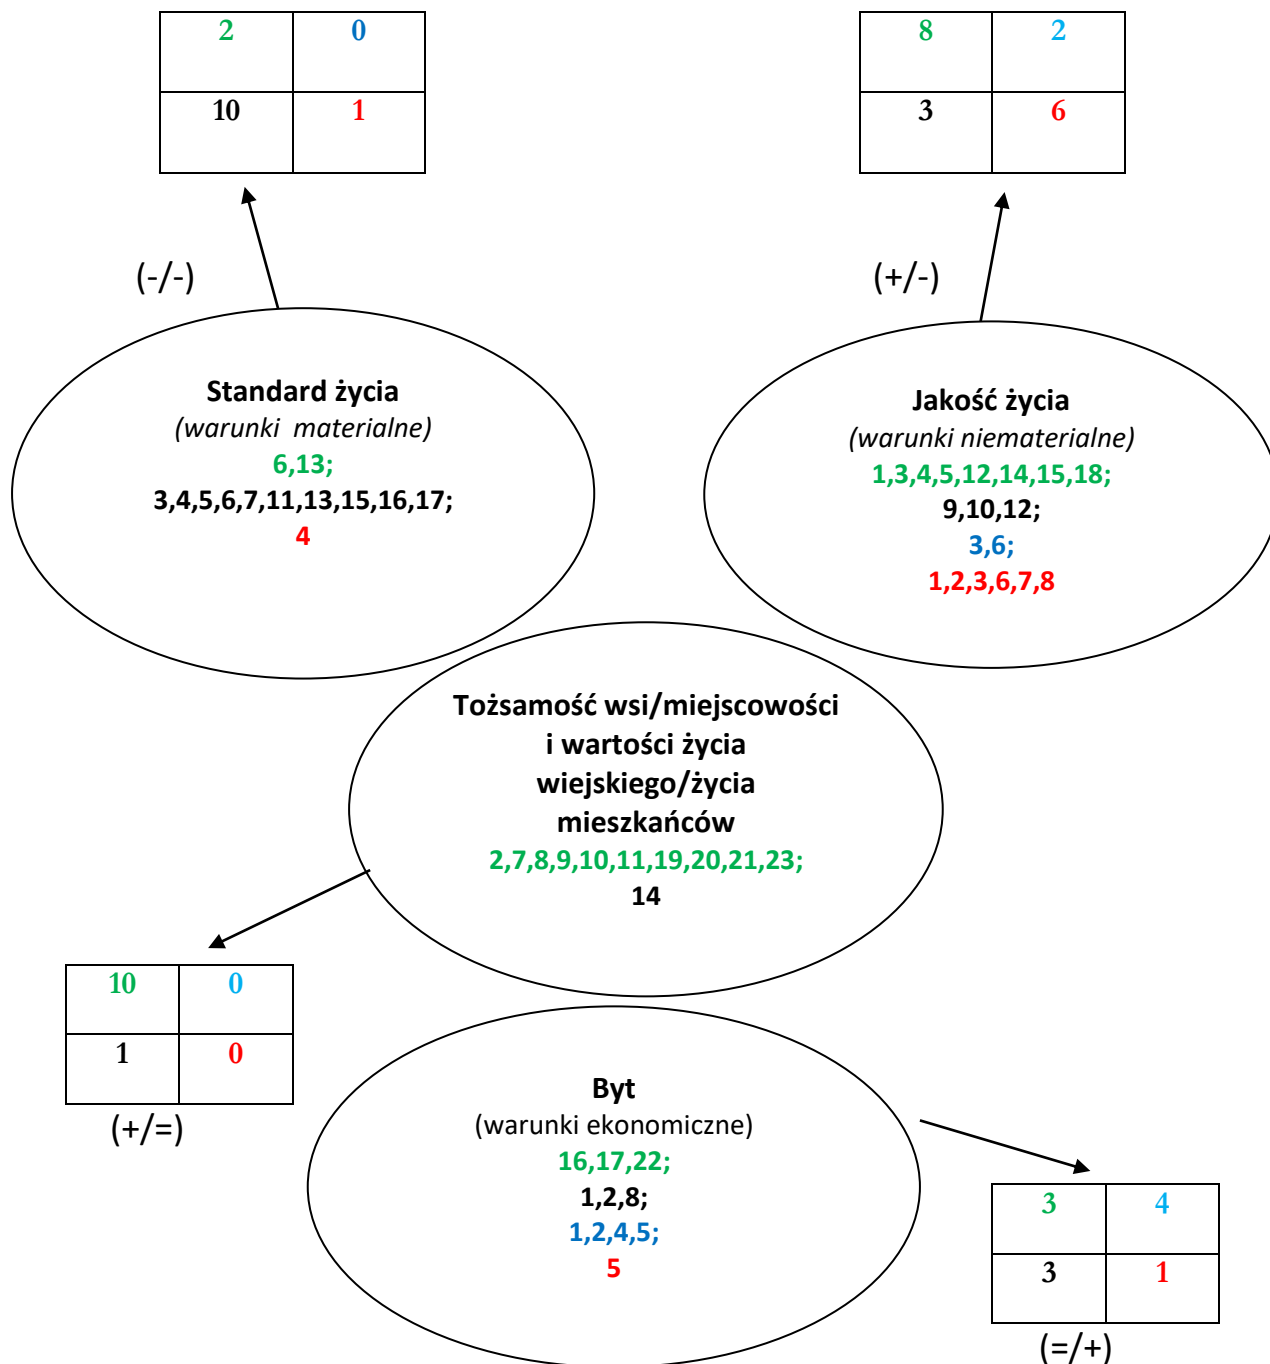 2 0
10 1
8 2
3 6
(-/-)
(+/-)
Standard życia
(warunki materialne)
6,13;
3,4,5,6,7,11,13,15,16,17;
4
Jakość życia
(warunki niematerialne)
1,3,4,5,12,14,15,18;
9,10,12;
3,6;
1,2,3,6,7,8
Tożsamość wsi/miejscowości
i wartości życia
wiejskiego/życia
mieszkańców
2,7,8,9,10,11,19,20,21,23;
14
10 0
1 0
(+/=)
Byt
(warunki ekonomiczne)
16,17,22;
1,2,8;
1,2,4,5;
5
3 4
3 1
(=/+)